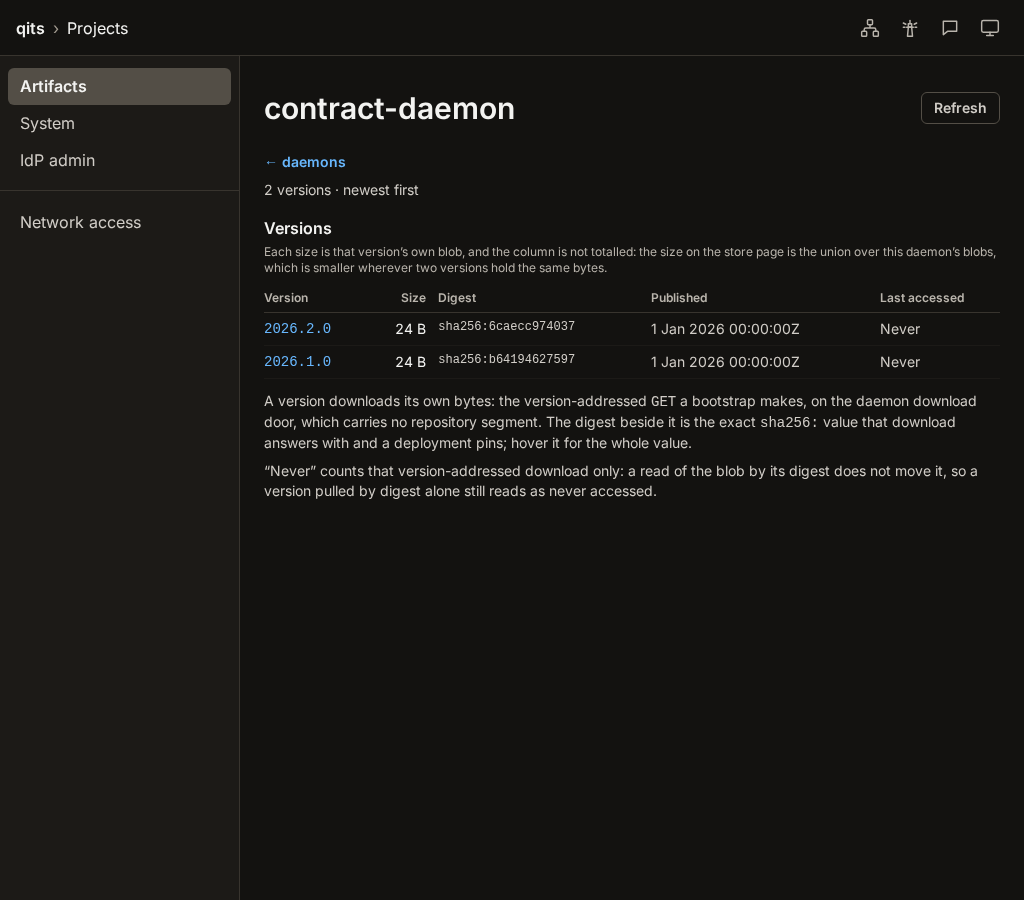 qits › Projects
Artifacts
System
IdP admin
Network access
contract-daemon
Refresh
← daemons
2 versions · newest first
Versions
Each size is that version’s own blob, and the column is not totalled: the size on the store page is the union over this daemon’s blobs,
which is smaller wherever two versions hold the same bytes.
Version Size Digest Published Last accessed
2026.2.0 24 B sha256:6caecc974037 1 Jan 2026 00:00:00Z Never
2026.1.0 24 B sha256:b64194627597 1 Jan 2026 00:00:00Z Never
A version downloads its own bytes: the version-addressed GET a bootstrap makes, on the daemon download
door, which carries no repository segment. The digest beside it is the exact sha256: value that download
answers with and a deployment pins; hover it for the whole value.
“Never” counts that version-addressed download only: a read of the blob by its digest does not move it, so a
version pulled by digest alone still reads as never accessed.